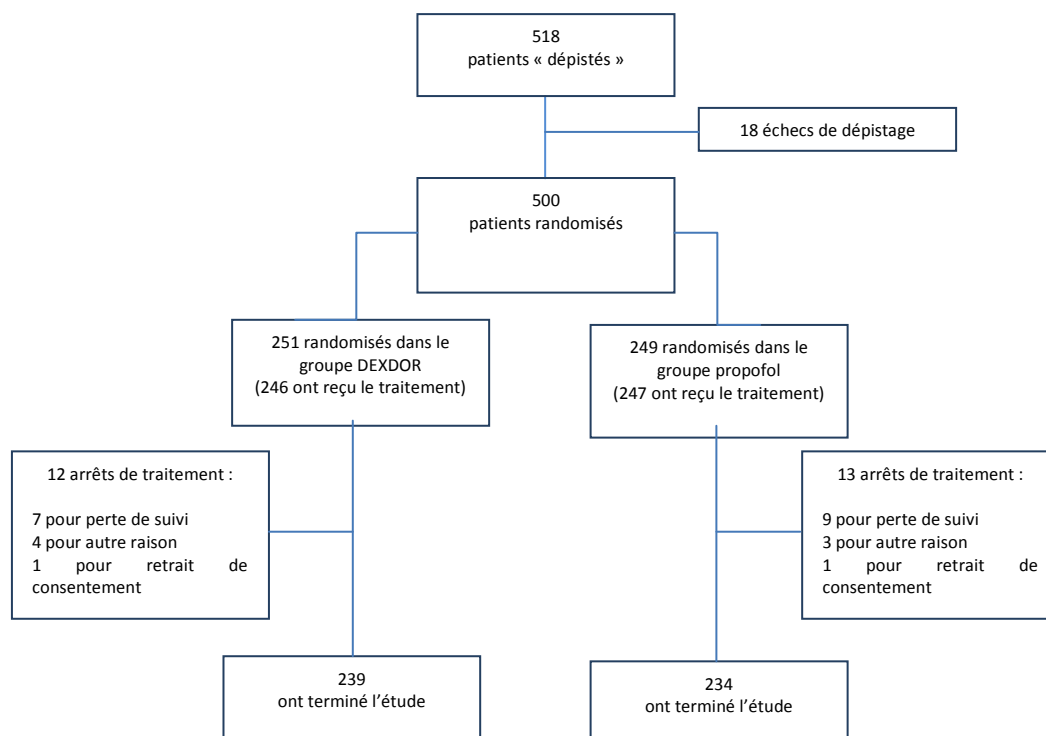 518
patients « dépistés »
18 échecs de dépistage
500
patients randomisés
251 randomisés dans le
groupe DEXDOR
(246 ont reçu le traitement)
249 randomisés dans le
groupe propofol
(247 ont reçu le traitement)
12 arrêts de traitement :
7 pour perte de suivi
4 pour autre raison
1 pour retrait de
consentement
13 arrêts de traitement :
9 pour perte de suivi
3 pour autre raison
1 pour retrait de
consentement
239
ont terminé l’étude
234
ont terminé l’étude